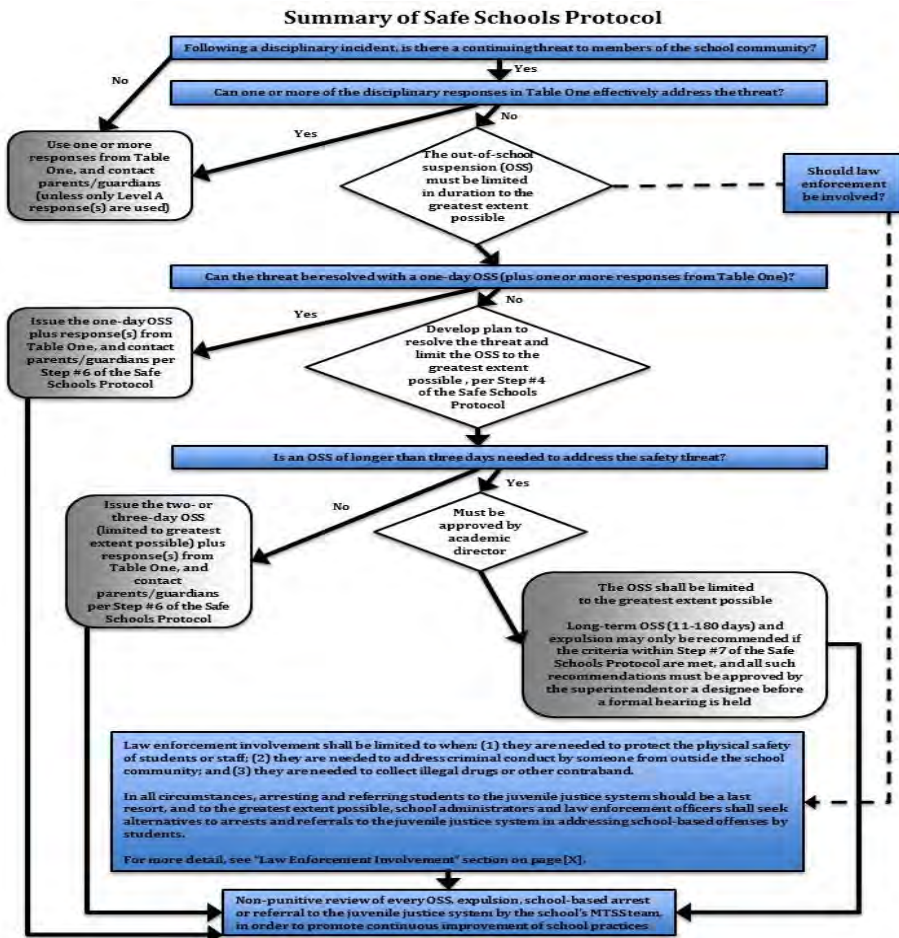 Summary of Safe Schools Protocol
Following a disciplinary incident, is there a continuing threat to members of the school community?
No
Yes
Can one or more of the disciplinary responses in Table One effectively address the threat?
Yes
No
Use one or more
responses from Table
One, and contact
parents/guardians
(unless only Level A
response(s) are used)
The out-of-school
suspension (OSS)
must be limited
in duration to the
greatest extent
possible
Should law
enforcement
be involved?
Can the threat be resolved with a one-day OSS (plus one or more responses from Table One)?
Yes
No
Issue the one-day OSS
plus response(s) from
Table One, and contact
parents/guardians per
Step #6 of the Safe
Schools Protocol
Develop plan to
resolve the threat and
limit the OSS to the
greatest extent
possible , per Step #4
of the Safe Schools
Protocol
Is an OSS of longer than three days needed to address the safety threat?
No
Yes
Issue the two- or
three-day OSS
(limited to greatest
extent possible) plus
response(s) from
Table One, and
contact
parents/guardians
per Step #6 of the Safe
Schools Protocol
Must be
approved by
academic
director
The OSS shall be limited
to the greatest extent possible
Long-term OSS (11-180 days) and
expulsion may only be recommended if
the criteria within Step #7 of the Safe
Schools Protocol are met, and all such
recommendations must be approved by
the superintendent or a designee before
a formal hearing is held
Law enforcement involvement shall be limited to when: (1) they are needed to protect the physical safety
of students or staff; (2) they are needed to address criminal conduct by someone from outside the school
community; and (3) they are needed to collect illegal drugs or other contraband.
In all circumstances, arresting and referring students to the juvenile justice system should be a last
resort, and to the greatest extent possible, school administrators and law enforcement officers shall seek
alternatives to arrests and referrals to the juvenile justice system in addressing school-based offenses by
students.
For more detail, see "Law Enforcement Involvement" section on page [X].
Non-punitive review of every OSS, expulsion, school-based arrest
or referral to the juvenile justice system by the school's MTSS team,
in order to promote continuous improvement of school practices